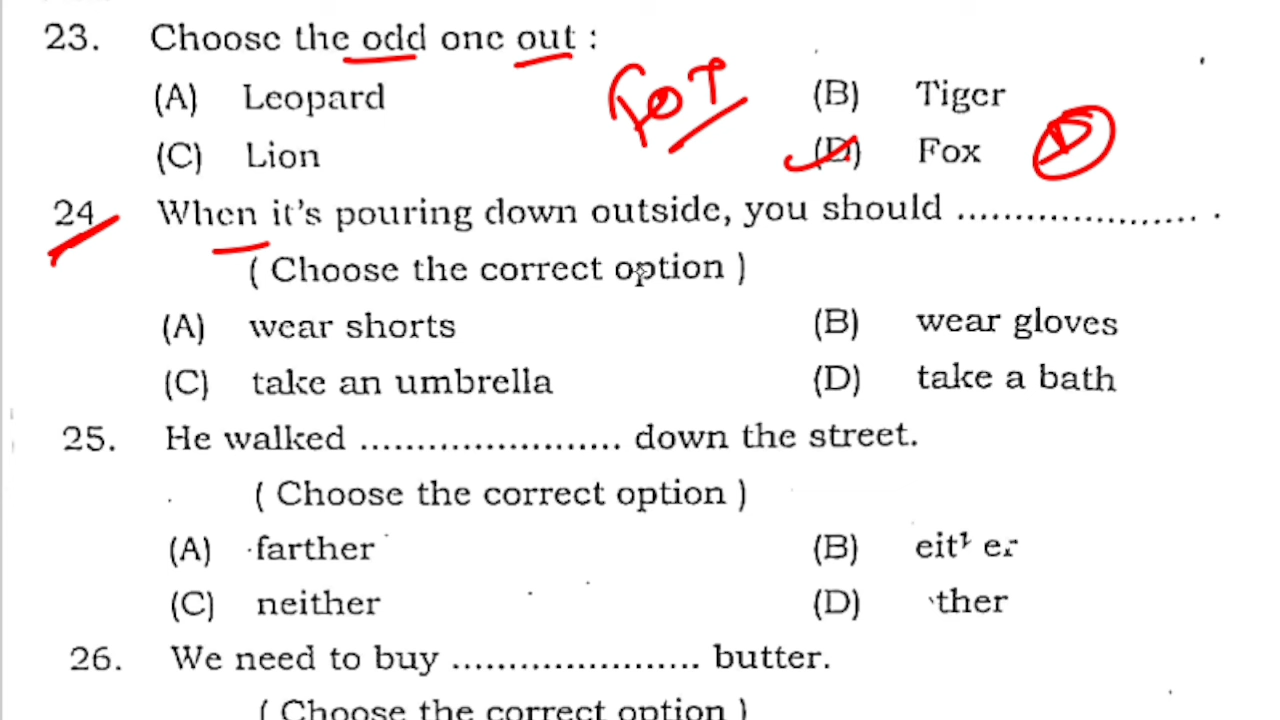 23. Choose the odd one out :
(A) Leopard (B) Tiger
(C) Lion (D) Fox D
24 When it's pouring down outside, you should ..................... .
( Choose the correct option )
(A) wear shorts (B) wear gloves
(C) take an umbrella (D) take a bath
25. He walked ....................... down the street.
( Choose the correct option )
(A) farther (B)
(C) neither (D) ther
26. We need to buy ...................... butter.
( Choose the correct option )